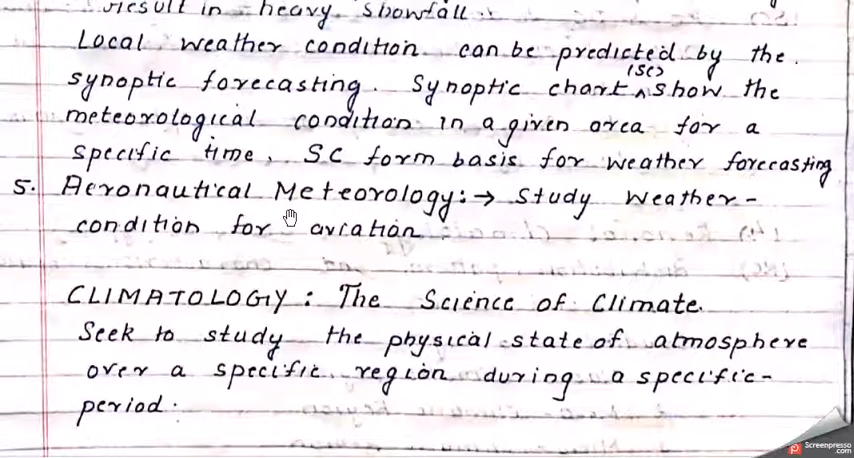 result in heavy snowfall.
Local weather condition can be predicted by the
synoptic forecasting. Synoptic chart ^(SC) show the
meteorological condition in a given area for a
specific time. SC form basis for weather forecasting
5. Aeronautical Meteorology:→ Study weather-
condition for aviation.
CLIMATOLOGY: The Science of Climate.
Seek to study the physical state of atmosphere
over a specific region during a specific-
period.
Screenpresso
.com